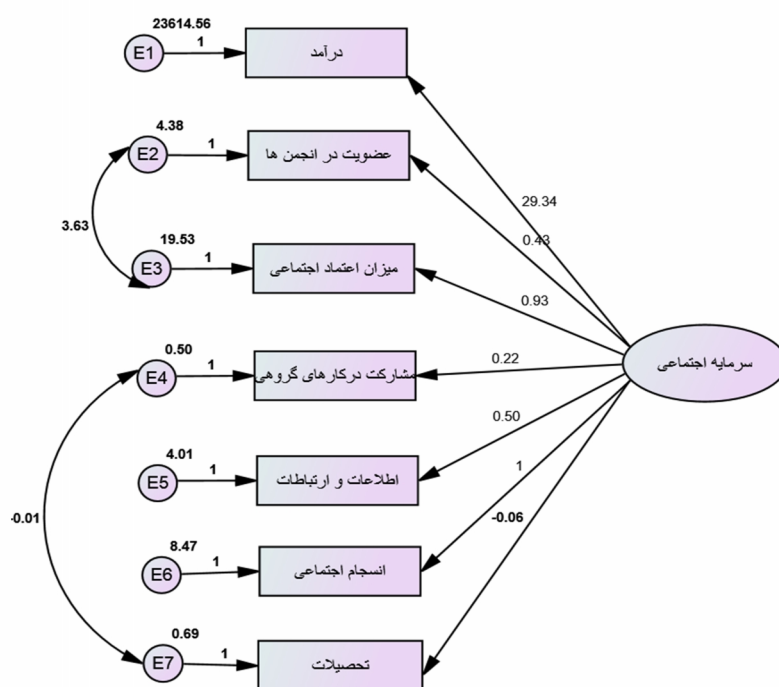 23614.56
E1
1
درآمد
4.38
E2
1
عضویت در انجمن ها
3.63
19.53
E3
1
میزان اعتماد اجتماعی
29.34
0.43
0.93
سرمایه اجتماعی
0.50
E4
1
مشارکت درکارهای گروهی
0.22
0.50
4.01
E5
1
اطلاعات و ارتباطات
1
-0.01
-0.06
8.47
E6
1
انسجام اجتماعی
0.69
E7
1
تحصیلات